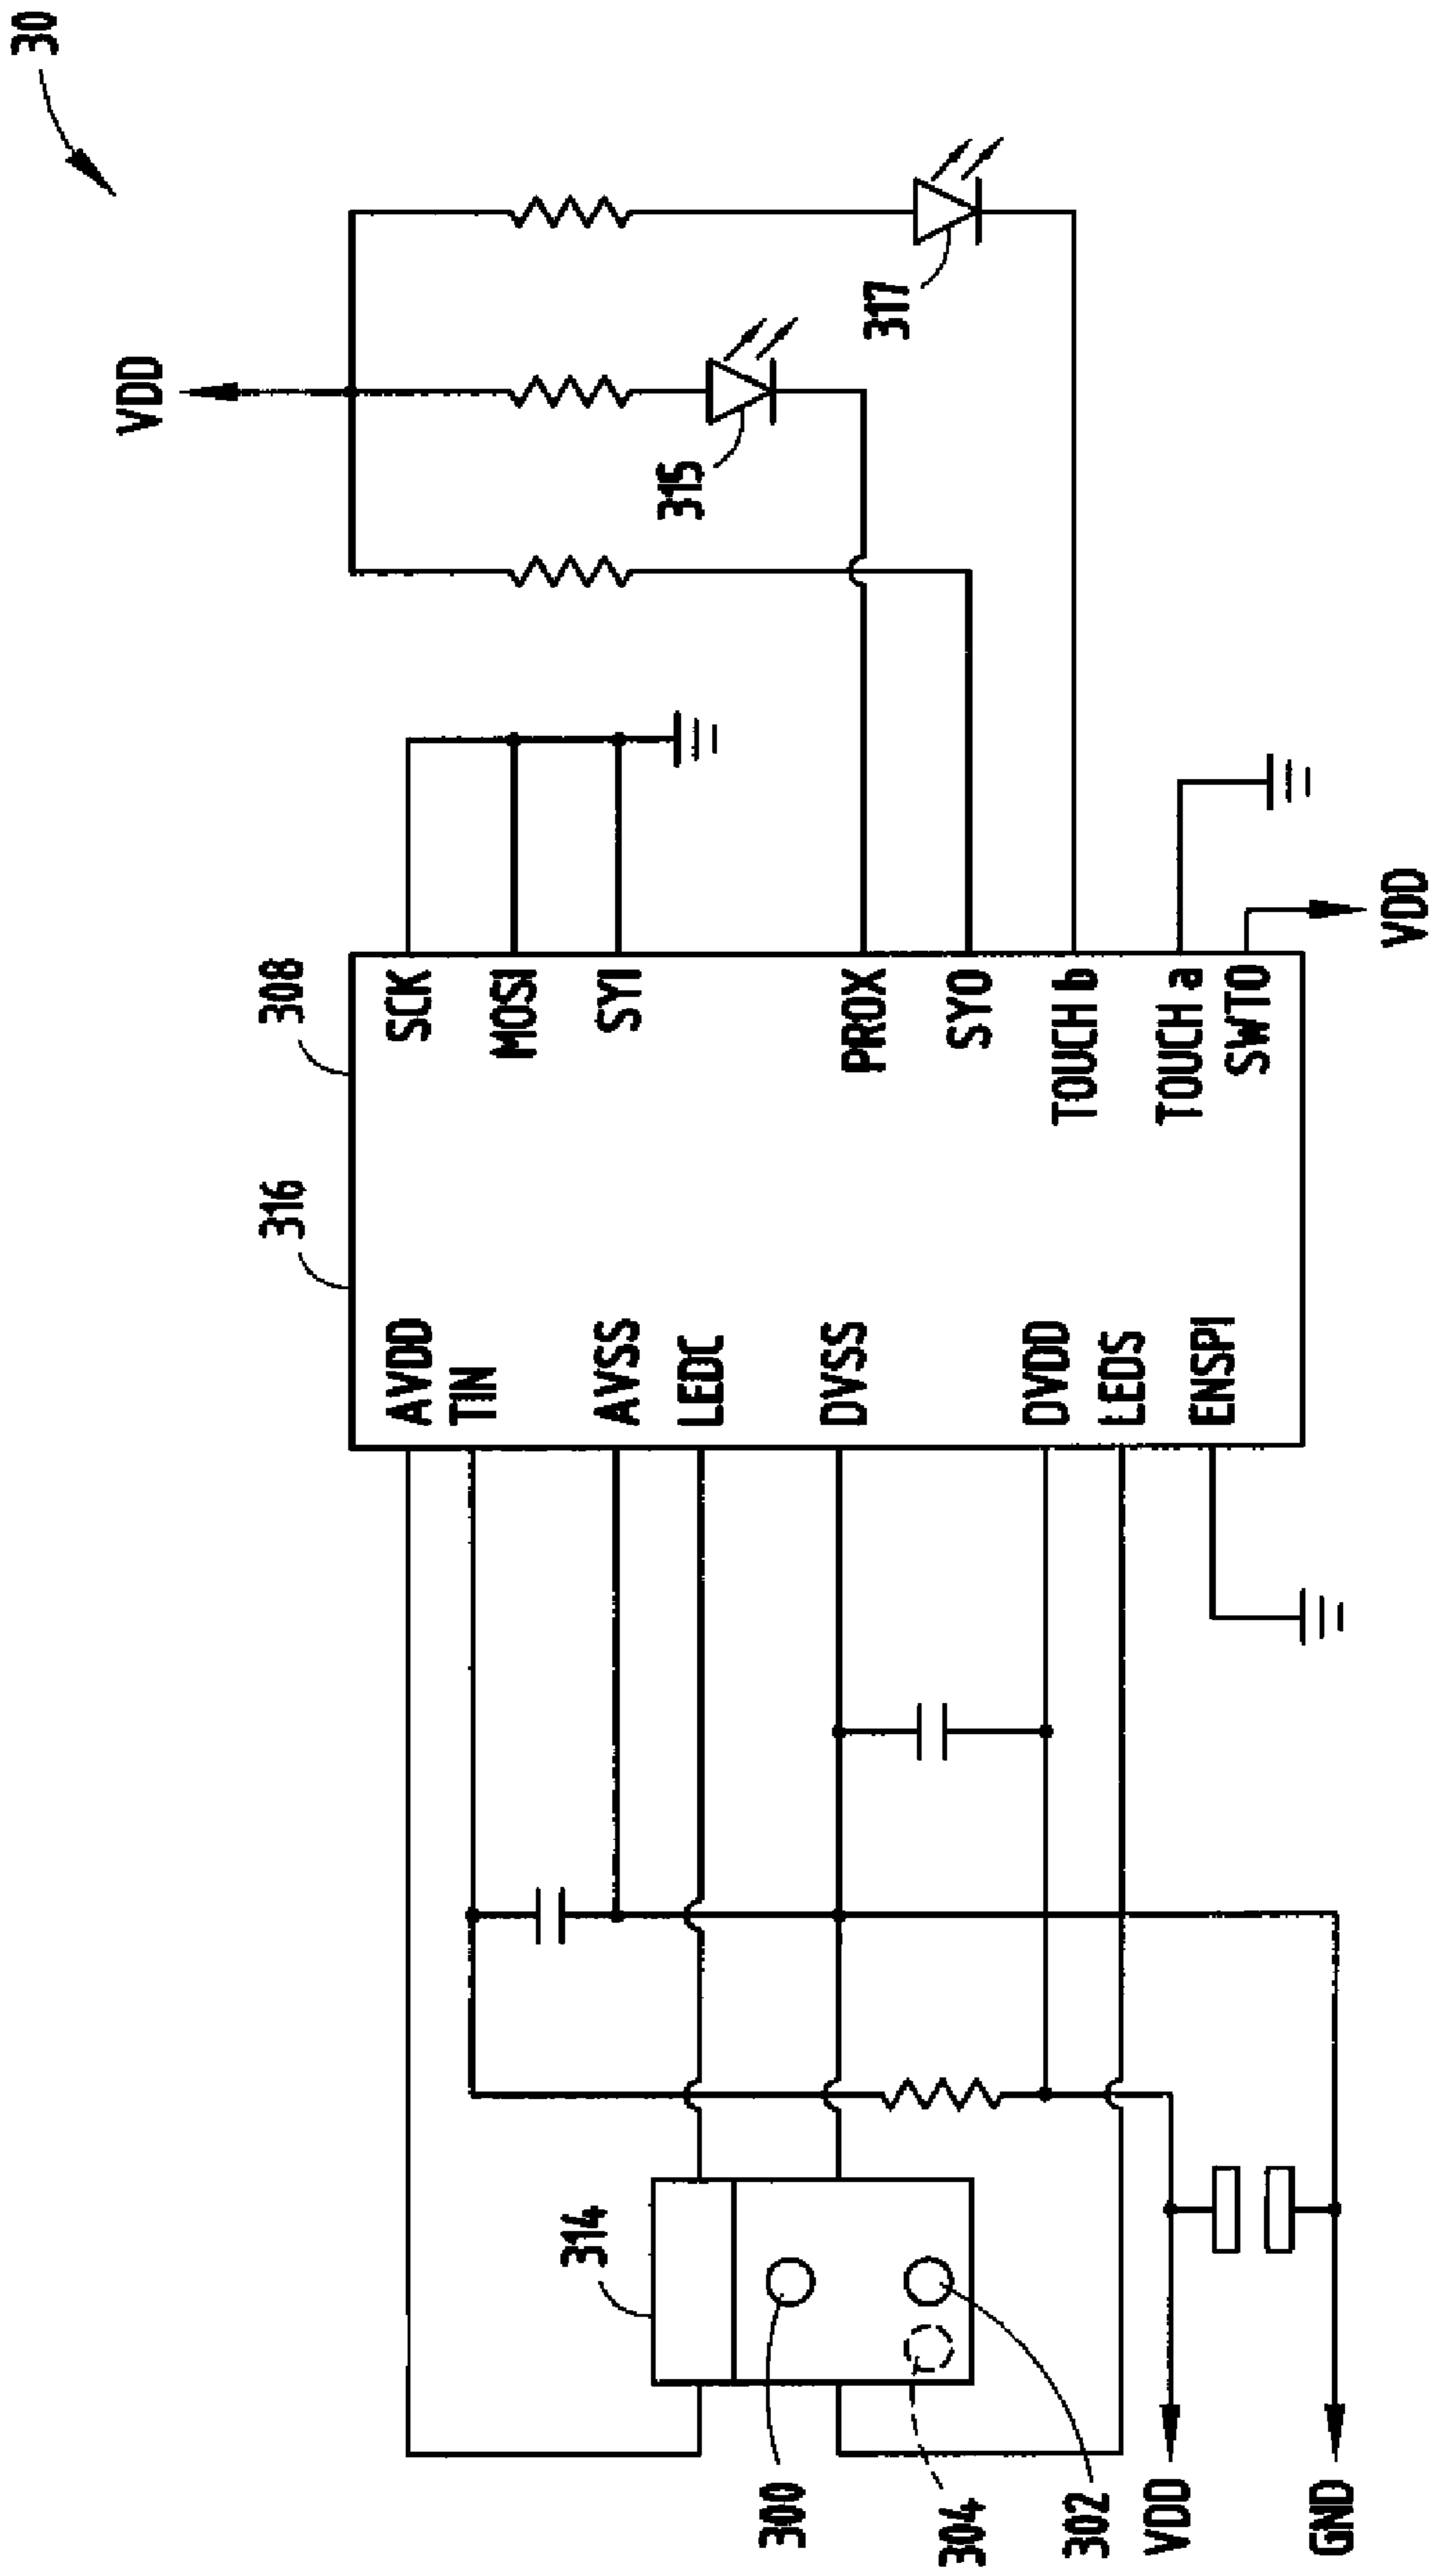 30
VDD
317
315
308
316
SCK
MOSI
SYI
PROX
SYO
TOUCH b
TOUCH a
SWTO
VDD
AVDD
TIN
AVSS
LEDC
DVSS
DVDD
LEDS
ENSPI
314
300
304
302
VDD
GND